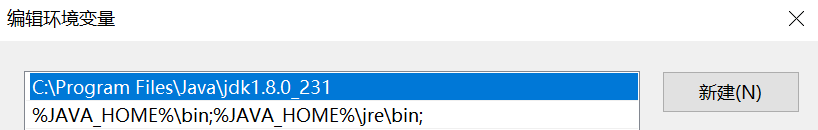 编辑环境变量
C:\Program Files\Java\jdk1.8.0_231
新建(N)
%JAVA_HOME%\bin;%JAVA_HOME%\jre\bin;